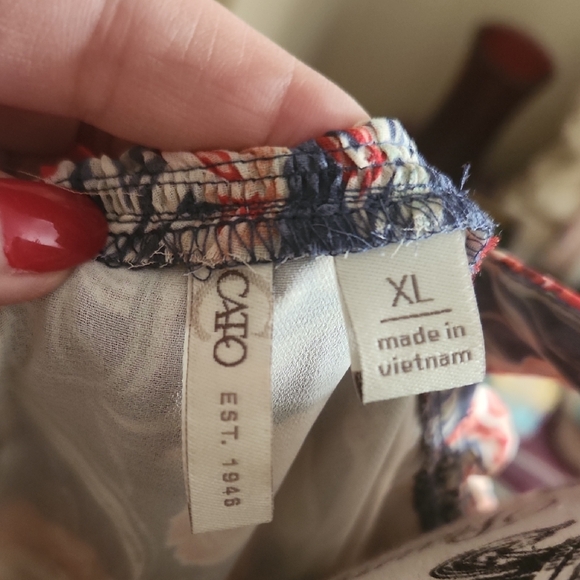 CATO
EST. 1946
XL
made in
vietnam